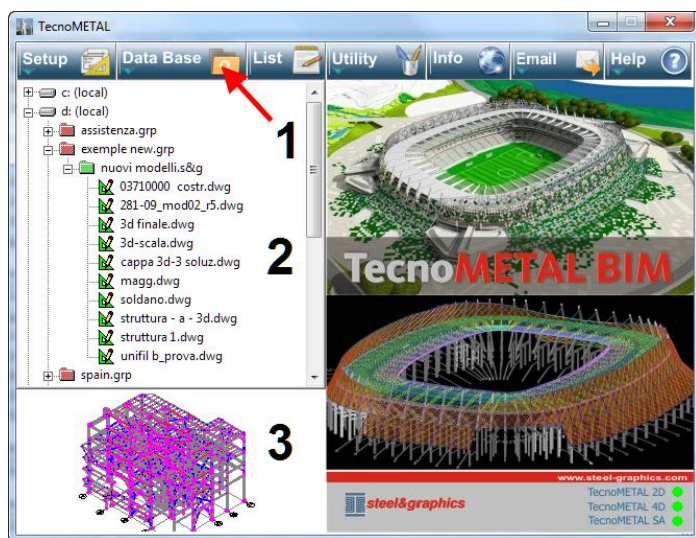 TecnoMETAL
Setup Data Base List Utility Info Email Help ?
c: (local)
d: (local)
assistenza.grp
exemple new.grp
nuovi modelli.s&g
03710000 costr.dwg
281-09_mod02_r5.dwg
3d finale.dwg
3d-scala.dwg
cappa 3d-3 soluz.dwg
magg.dwg
soldano.dwg
struttura - a - 3d.dwg
struttura 1.dwg
unifil b_prova.dwg
spain.grp
1
2
3
TecnoMETAL BIM
www.steel-graphics.com
steel&graphics
TecnoMETAL 2D
TecnoMETAL 4D
TecnoMETAL SA